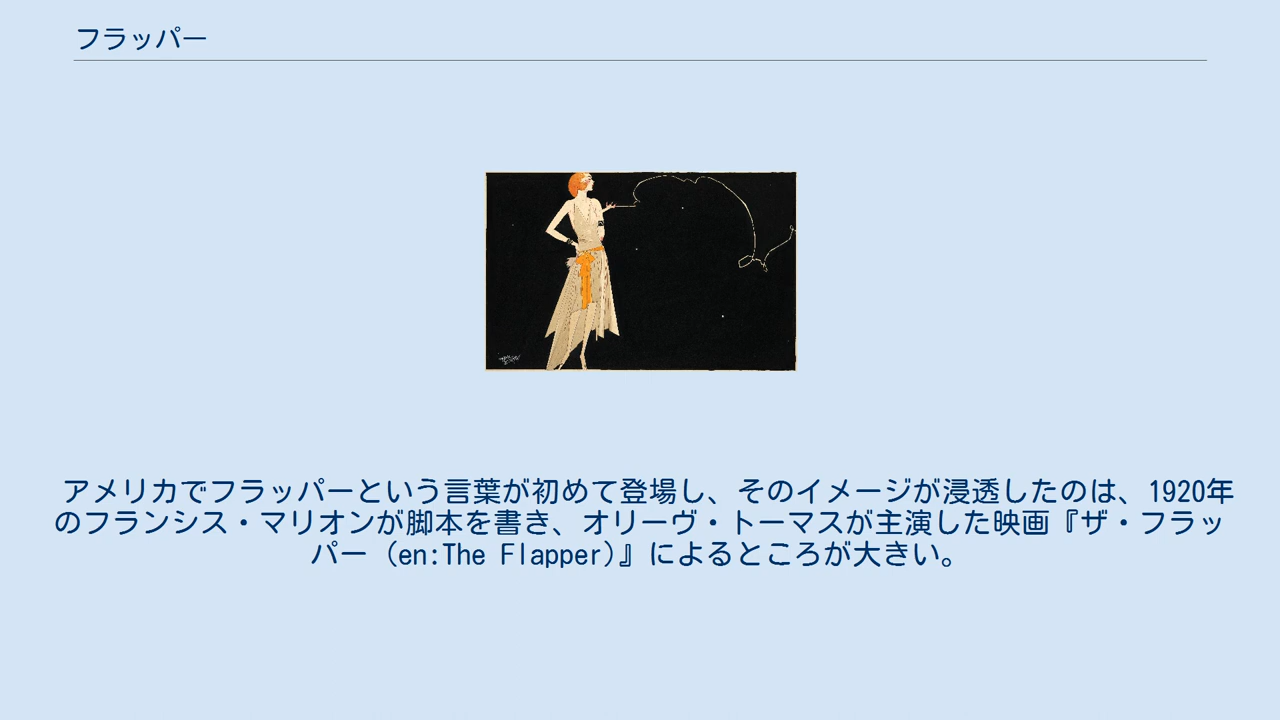 フラッパー
アメリカでフラッパーという言葉が初めて登場し、そのイメージが浸透したのは、1920年
のフランシス・マリオンが脚本を書き、オリーヴ・トーマスが主演した映画『ザ・フラッ
パー (en:The Flapper)』によるところが大きい。